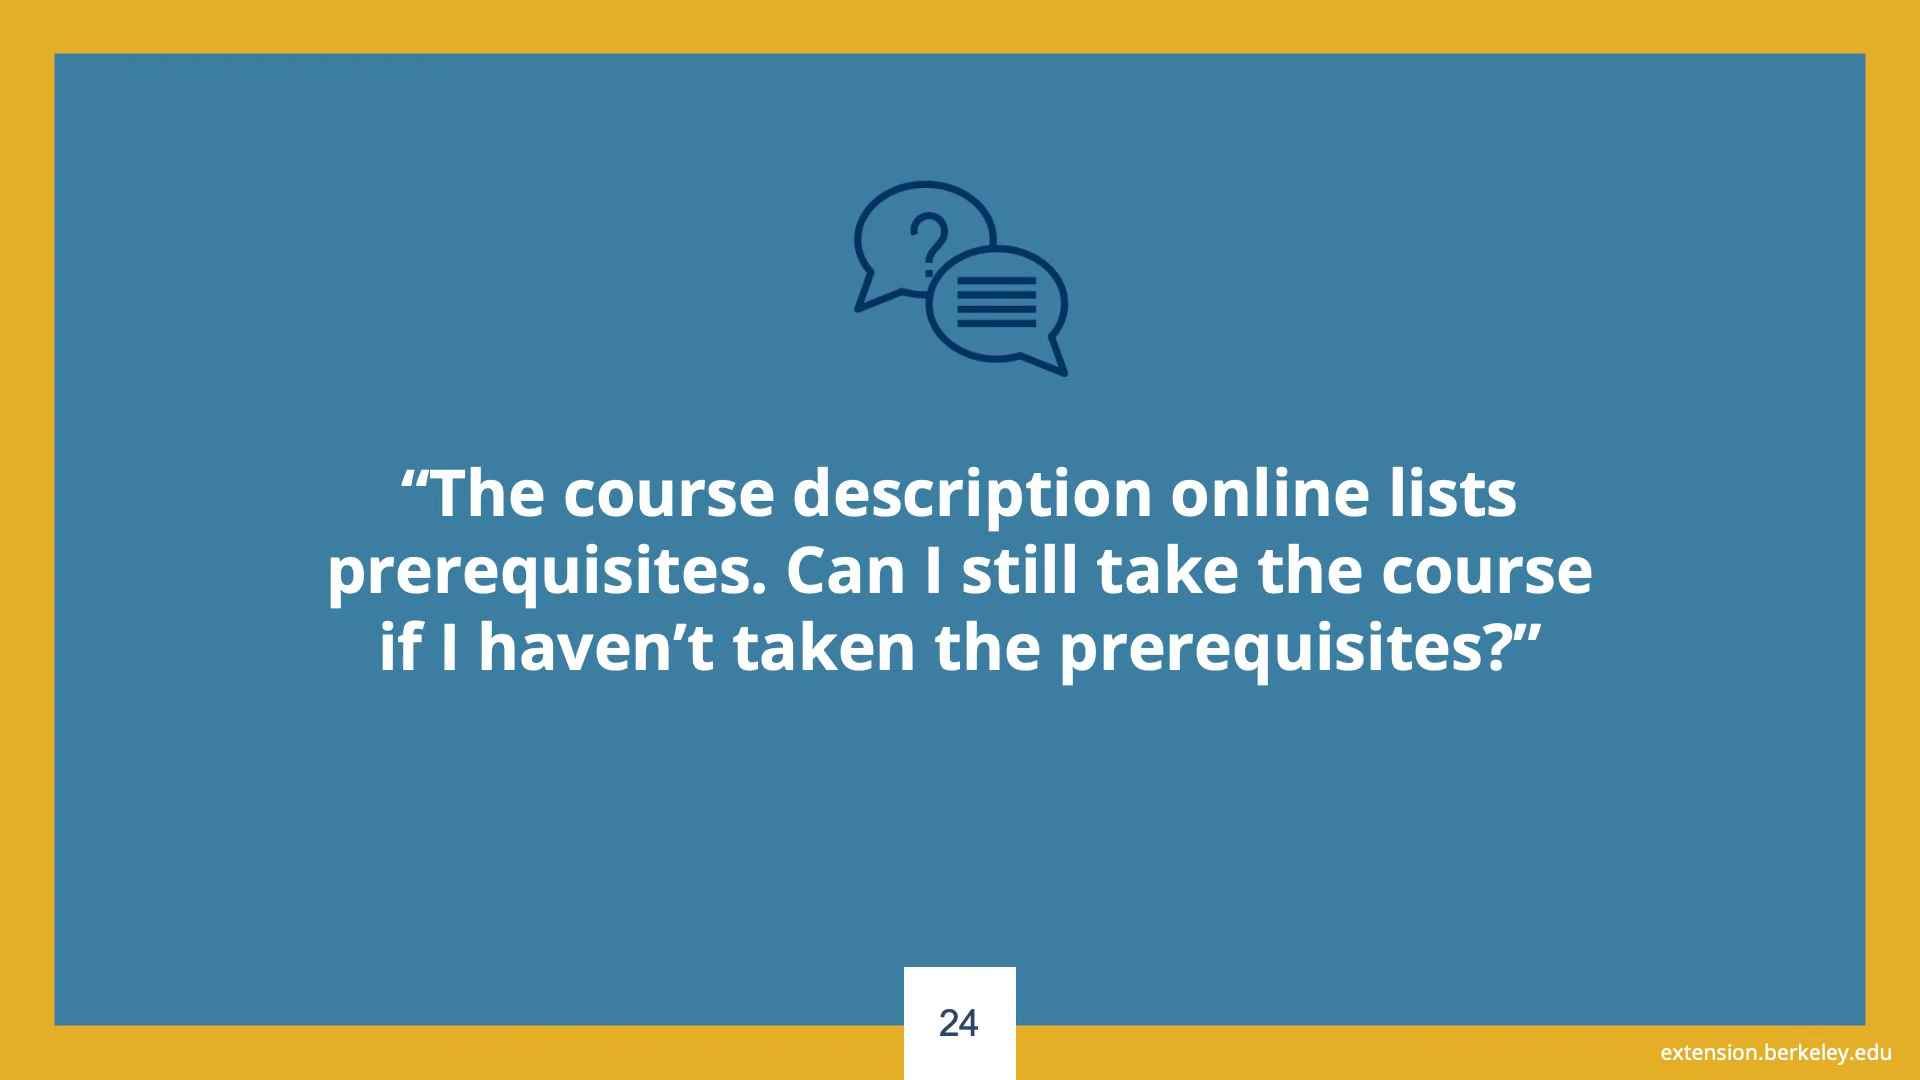 ?
“The course description online lists
prerequisites. Can I still take the course
if I haven’t taken the prerequisites?”
24
extension.berkeley.edu